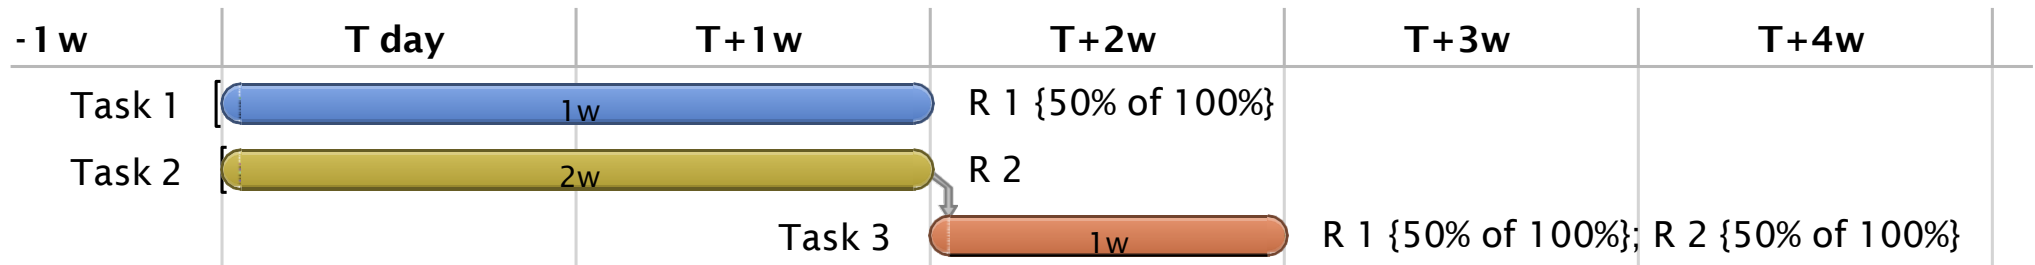 -1w T day T+1w T+2w T+3w T+4w
Task 1 1w R 1 {50% of 100%}
Task 2 2w R 2
Task 3 1w R 1 {50% of 100%}; R 2 {50% of 100%}